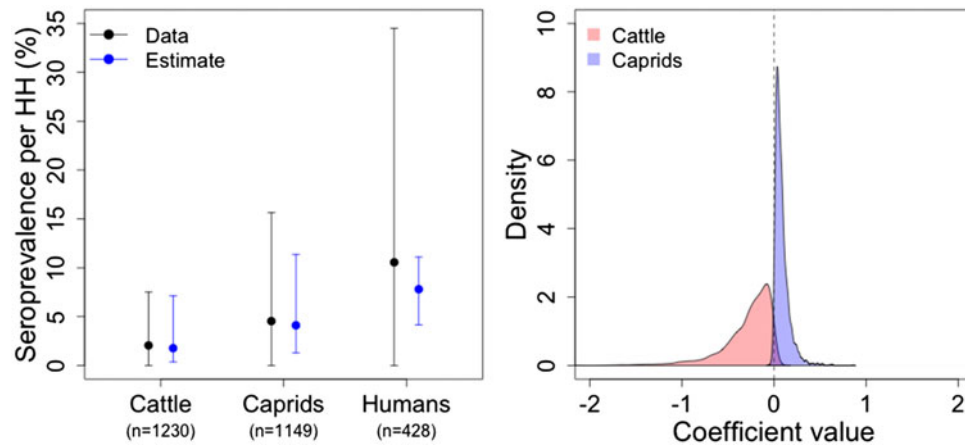 Seroprevalence per HH (%)
35
30
25
20
15
10
5
0
Data
Estimate
Cattle
Caprids
Humans
(n=1230)
(n=1149)
(n=428)
Density
10
8
6
4
2
0
Cattle
Caprids
-2
-1
0
1
2
Coefficient value